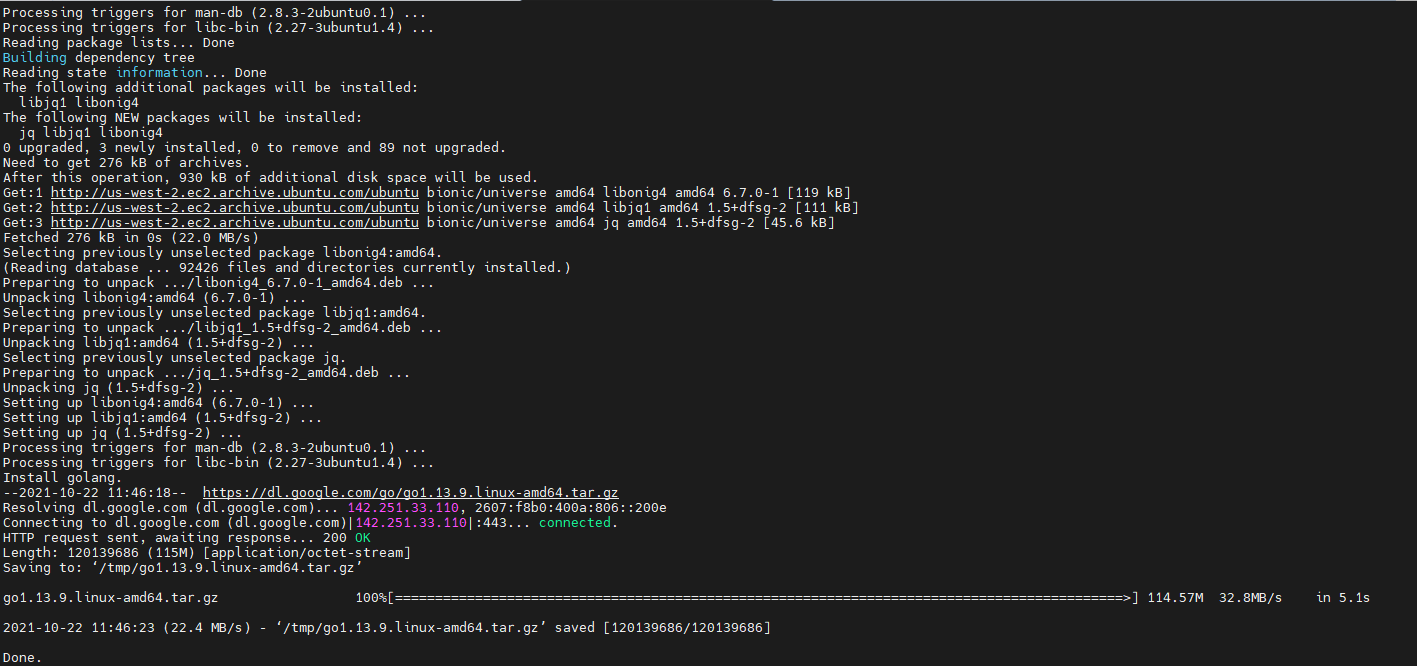 Processing triggers for man-db (2.8.3-2ubuntu0.1) ...
Processing triggers for libc-bin (2.27-3ubuntu1.4) ...
Reading package lists... Done
Building dependency tree
Reading state information... Done
The following additional packages will be installed:
  libjq1 libonig4
The following NEW packages will be installed:
  jq libjq1 libonig4
0 upgraded, 3 newly installed, 0 to remove and 89 not upgraded.
Need to get 276 kB of archives.
After this operation, 930 kB of additional disk space will be used.
Get:1 http://us-west-2.ec2.archive.ubuntu.com/ubuntu bionic/universe amd64 libonig4 amd64 6.7.0-1 [119 kB]
Get:2 http://us-west-2.ec2.archive.ubuntu.com/ubuntu bionic/universe amd64 libjq1 amd64 1.5+dfsg-2 [111 kB]
Get:3 http://us-west-2.ec2.archive.ubuntu.com/ubuntu bionic/universe amd64 jq amd64 1.5+dfsg-2 [45.6 kB]
Fetched 276 kB in 0s (22.0 MB/s)
Selecting previously unselected package libonig4:amd64.
(Reading database ... 92426 files and directories currently installed.)
Preparing to unpack .../libonig4_6.7.0-1_amd64.deb ...
Unpacking libonig4:amd64 (6.7.0-1) ...
Selecting previously unselected package libjq1:amd64.
Preparing to unpack .../libjq1_1.5+dfsg-2_amd64.deb ...
Unpacking libjq1:amd64 (1.5+dfsg-2) ...
Selecting previously unselected package jq.
Preparing to unpack .../jq_1.5+dfsg-2_amd64.deb ...
Unpacking jq (1.5+dfsg-2) ...
Setting up libonig4:amd64 (6.7.0-1) ...
Setting up libjq1:amd64 (1.5+dfsg-2) ...
Setting up jq (1.5+dfsg-2) ...
Processing triggers for man-db (2.8.3-2ubuntu0.1) ...
Processing triggers for libc-bin (2.27-3ubuntu1.4) ...
Install golang.
--2021-10-22 11:46:18--  https://dl.google.com/go/go1.13.9.linux-amd64.tar.gz
Resolving dl.google.com (dl.google.com)... 142.251.33.110, 2607:f8b0:400a:806::200e
Connecting to dl.google.com (dl.google.com)|142.251.33.110|:443... connected.
HTTP request sent, awaiting response... 200 OK
Length: 120139686 (115M) [application/octet-stream]
Saving to: ‘/tmp/go1.13.9.linux-amd64.tar.gz’
go1.13.9.linux-amd64.tar.gz                 100%[===========================================================================================>] 114.57M  32.8MB/s    in 5.1s
2021-10-22 11:46:23 (22.4 MB/s) - ‘/tmp/go1.13.9.linux-amd64.tar.gz’ saved [120139686/120139686]
Done.